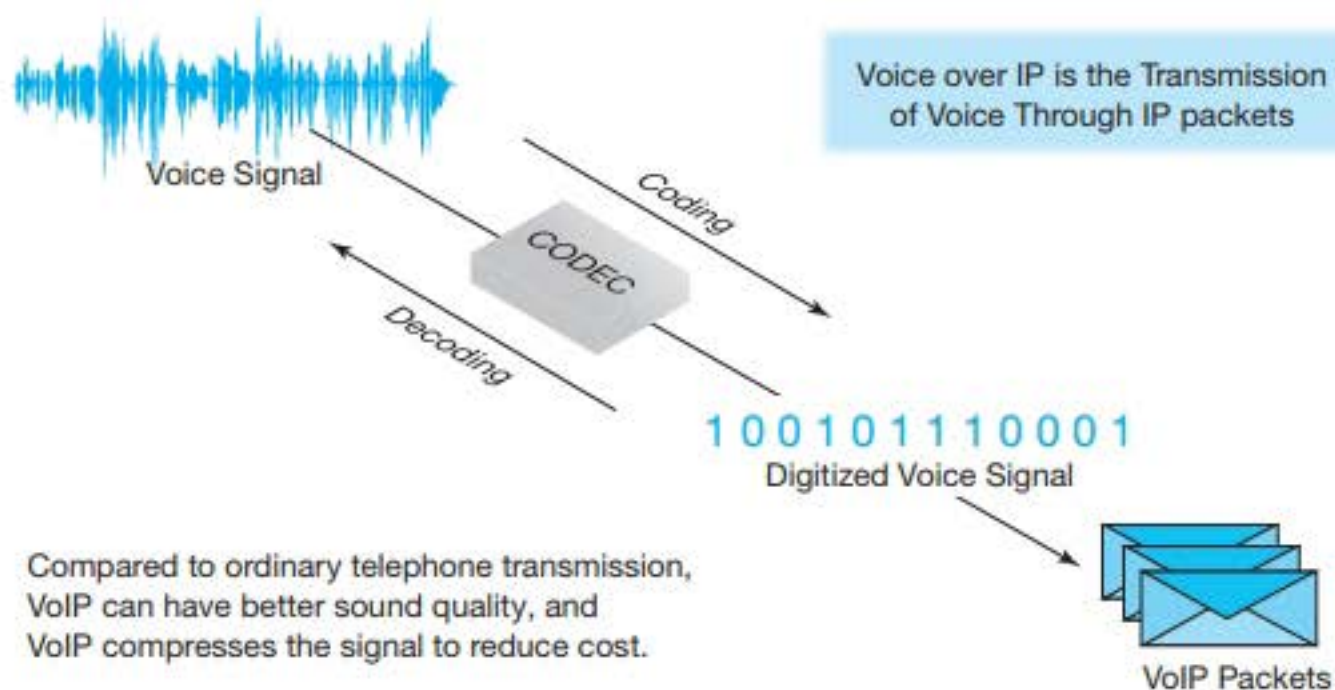 Voice over IP is the Transmission
of Voice Through IP packets
Voice Signal
Coding
CODEC
Decoding
1 0 0 1 0 1 1 1 0 0 0 1
Digitized Voice Signal
Compared to ordinary telephone transmission,
VoIP can have better sound quality, and
VoIP compresses the signal to reduce cost.
VoIP Packets